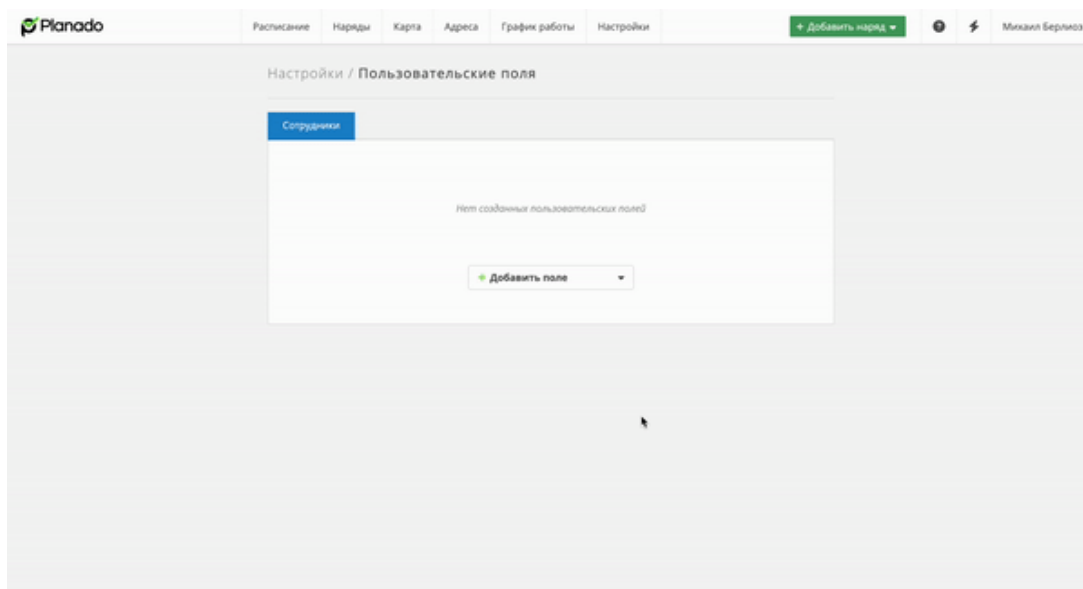 Planado
Расписание Наряды Карта Адреса График работы Настройки + Добавить наряд Михаил Берлиоз
Настройки / Пользовательские поля
Сотрудники
Нет созданных пользовательских полей
+ Добавить поле